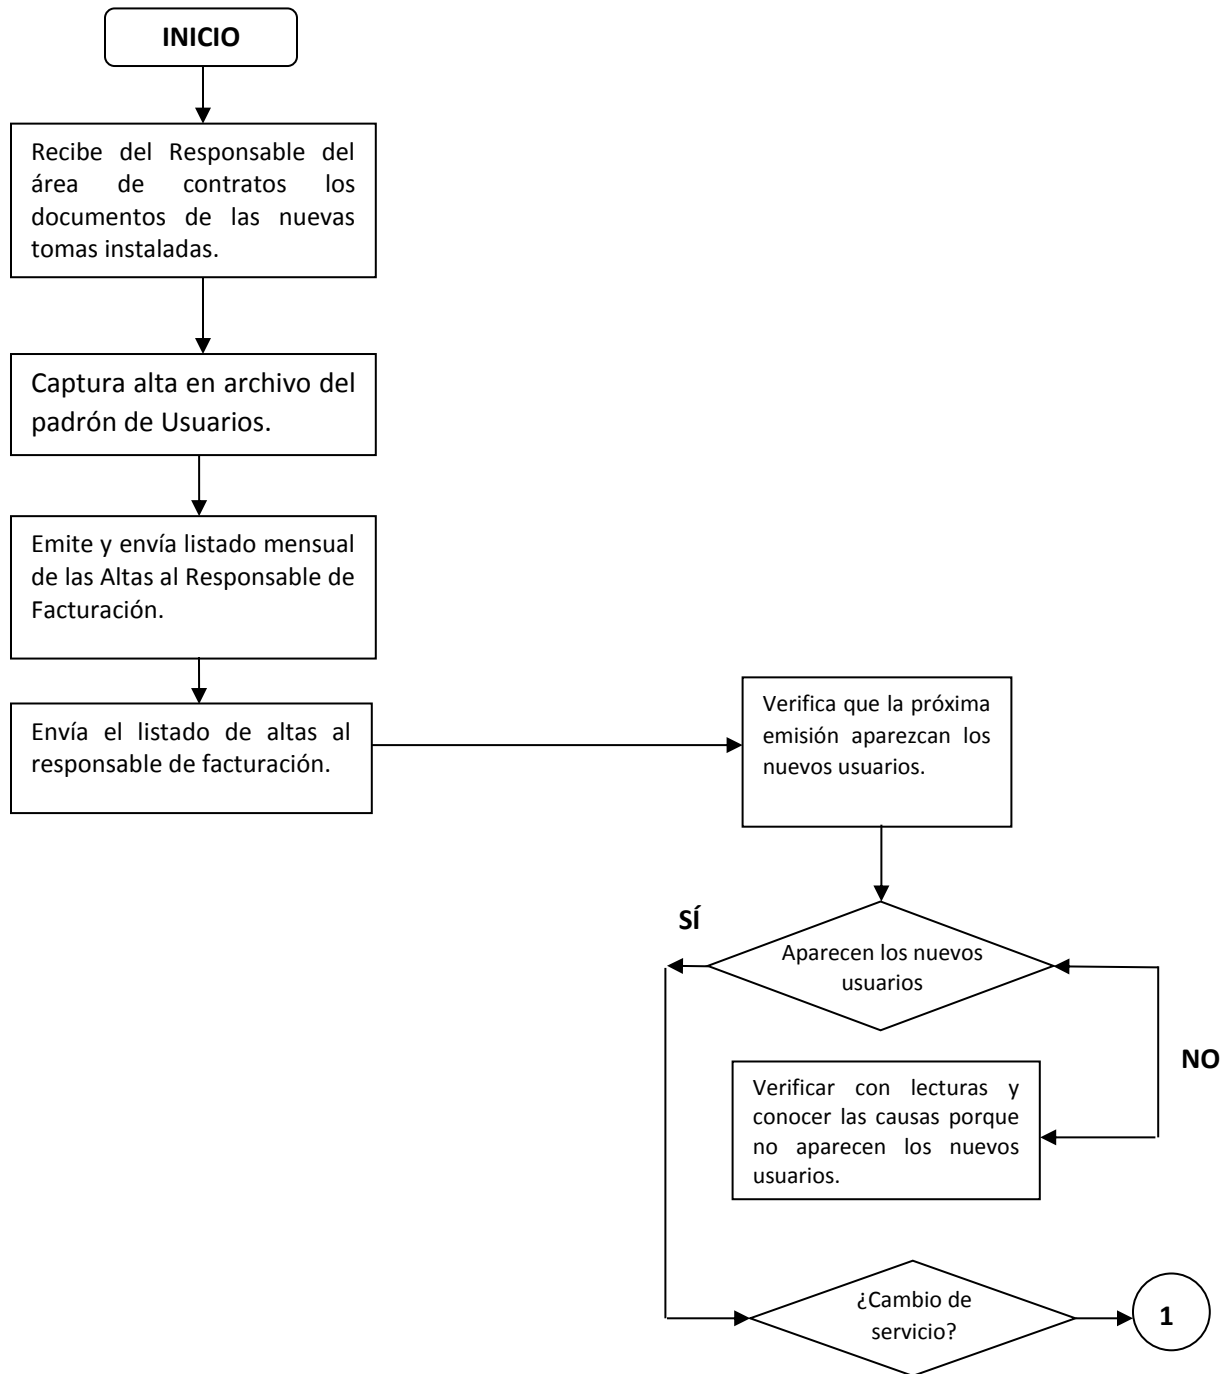 INICIO
Recibe del Responsable del
área de contratos los
documentos de las nuevas
tomas instaladas.
Captura alta en archivo del
padrón de Usuarios.
Emite y envía listado mensual
de las Altas al Responsable de
Facturación.
Envía el listado de altas al
responsable de facturación.
Verifica que la próxima
emisión aparezcan los
nuevos usuarios.
SÍ
Aparecen los nuevos
usuarios
NO
Verificar con lecturas y
conocer las causas porque
no aparecen los nuevos
usuarios.
¿Cambio de
servicio?
1